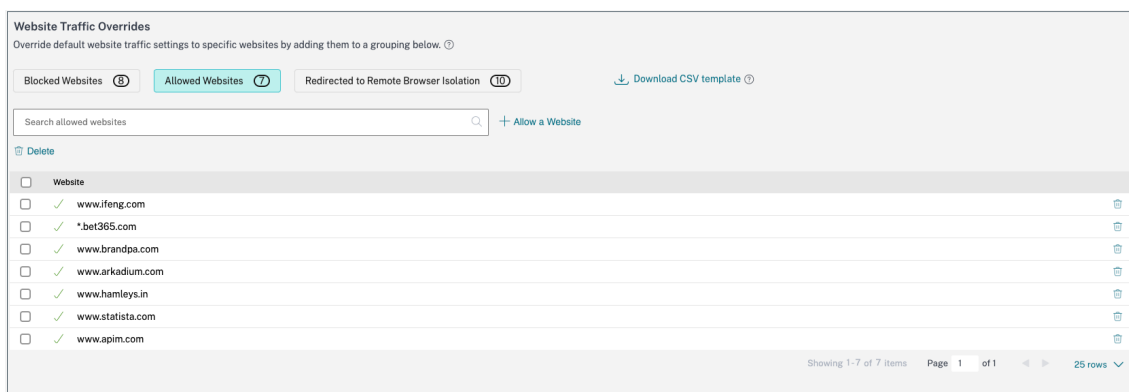 Website Traffic Overrides
Override default website traffic settings to specific websites by adding them to a grouping below.
Blocked Websites 8 Allowed Websites 7 Redirected to Remote Browser Isolation 10 Download CSV template
Search allowed websites + Allow a Website
Delete
Website
www.ifeng.com
*.bet365.com
www.brandpa.com
www.arkadium.com
www.hamleys.in
www.statista.com
www.apim.com
Showing 1-7 of 7 items Page 1 of 1 25 rows